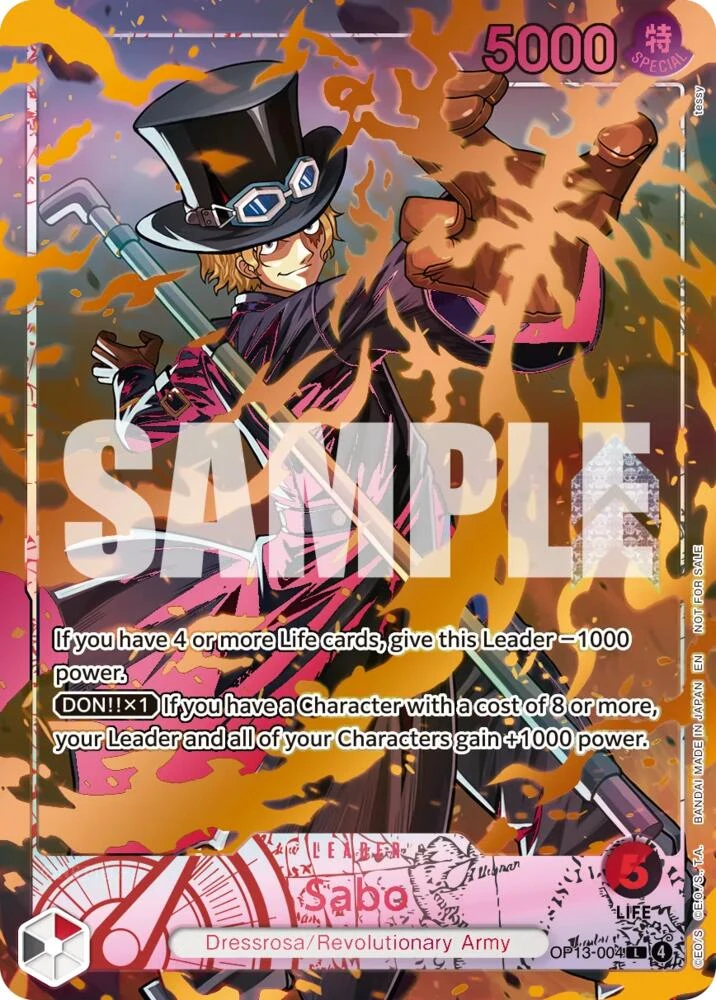 5000
特
SPECIAL
tessy
SAMPLE
If you have 4 or more Life cards, give this Leader −1000
power.
DON!!×1 If you have a Character with a cost of 8 or more,
your Leader and all of your Characters gain +1000 power.
LEADER
Sabo
5
LIFE
Dressrosa/Revolutionary Army
OP13-004 L 4
©E.O/S ©E.O/S., T.A. BANDAI MADE IN JAPAN EN NOT FOR SALE